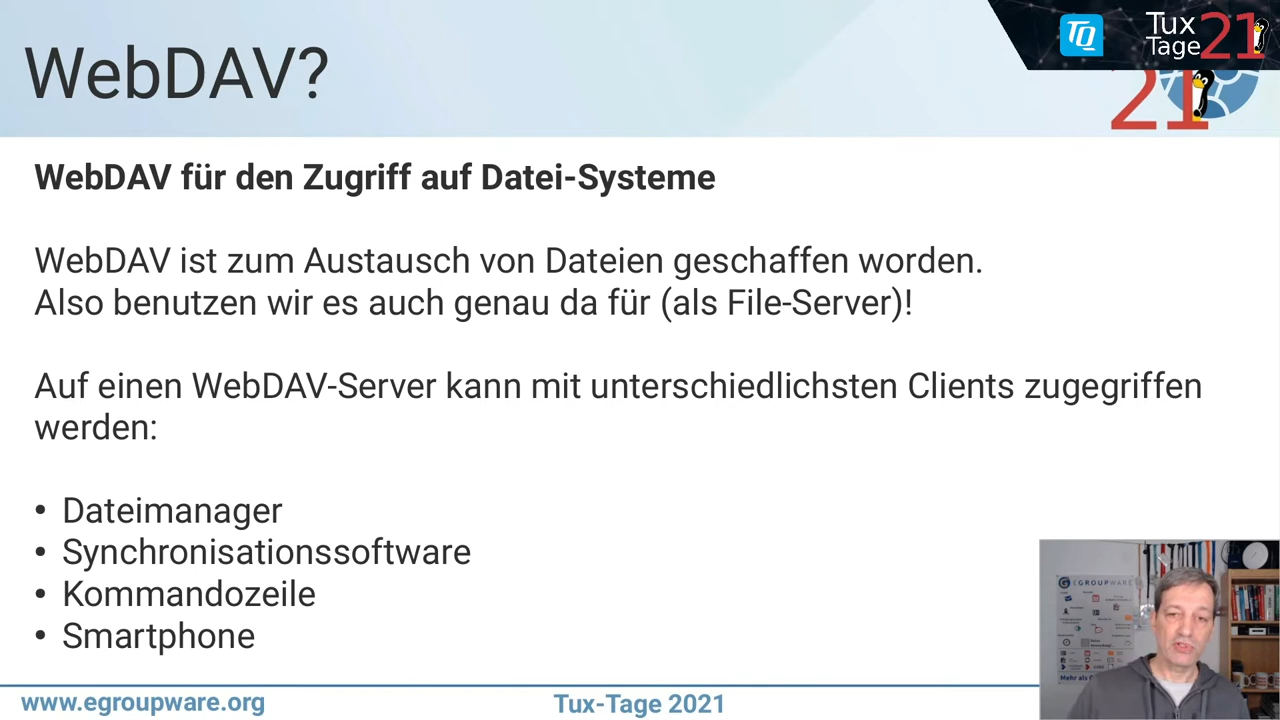 WebDAV?
TQ
Tux
Tage 21
21
WebDAV für den Zugriff auf Datei-Systeme
WebDAV ist zum Austausch von Dateien geschaffen worden.
Also benutzen wir es auch genau da für (als File-Server)!
Auf einen WebDAV-Server kann mit unterschiedlichsten Clients zugegriffen
werden:
• Dateimanager
• Synchronisationssoftware
• Kommandozeile
• Smartphone
EGROUPWARE
www.egroupware.org
Tux-Tage 2021